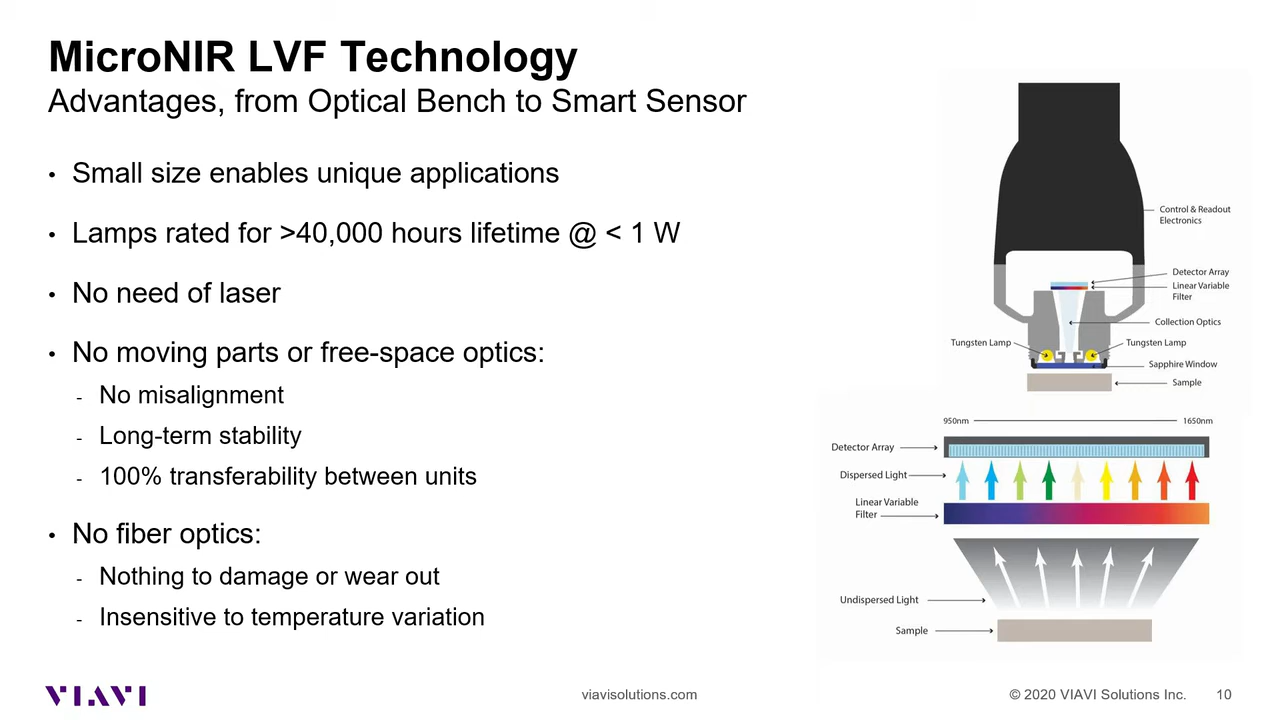 MicroNIR LVF Technology
Advantages, from Optical Bench to Smart Sensor
• Small size enables unique applications
• Lamps rated for >40,000 hours lifetime @ < 1 W
• No need of laser
• No moving parts or free-space optics:
- No misalignment
- Long-term stability
- 100% transferability between units
• No fiber optics:
- Nothing to damage or wear out
- Insensitive to temperature variation
Control & Readout
Electronics
Detector Array
Linear Variable
Filter
Collection Optics
Tungsten Lamp
Tungsten Lamp
Sapphire Window
Sample
950nm
1650nm
Detector Array
Dispersed Light
Linear Variable
Filter
Undispersed Light
Sample
VIAVI
viavisolutions.com
© 2020 VIAVI Solutions Inc.
10